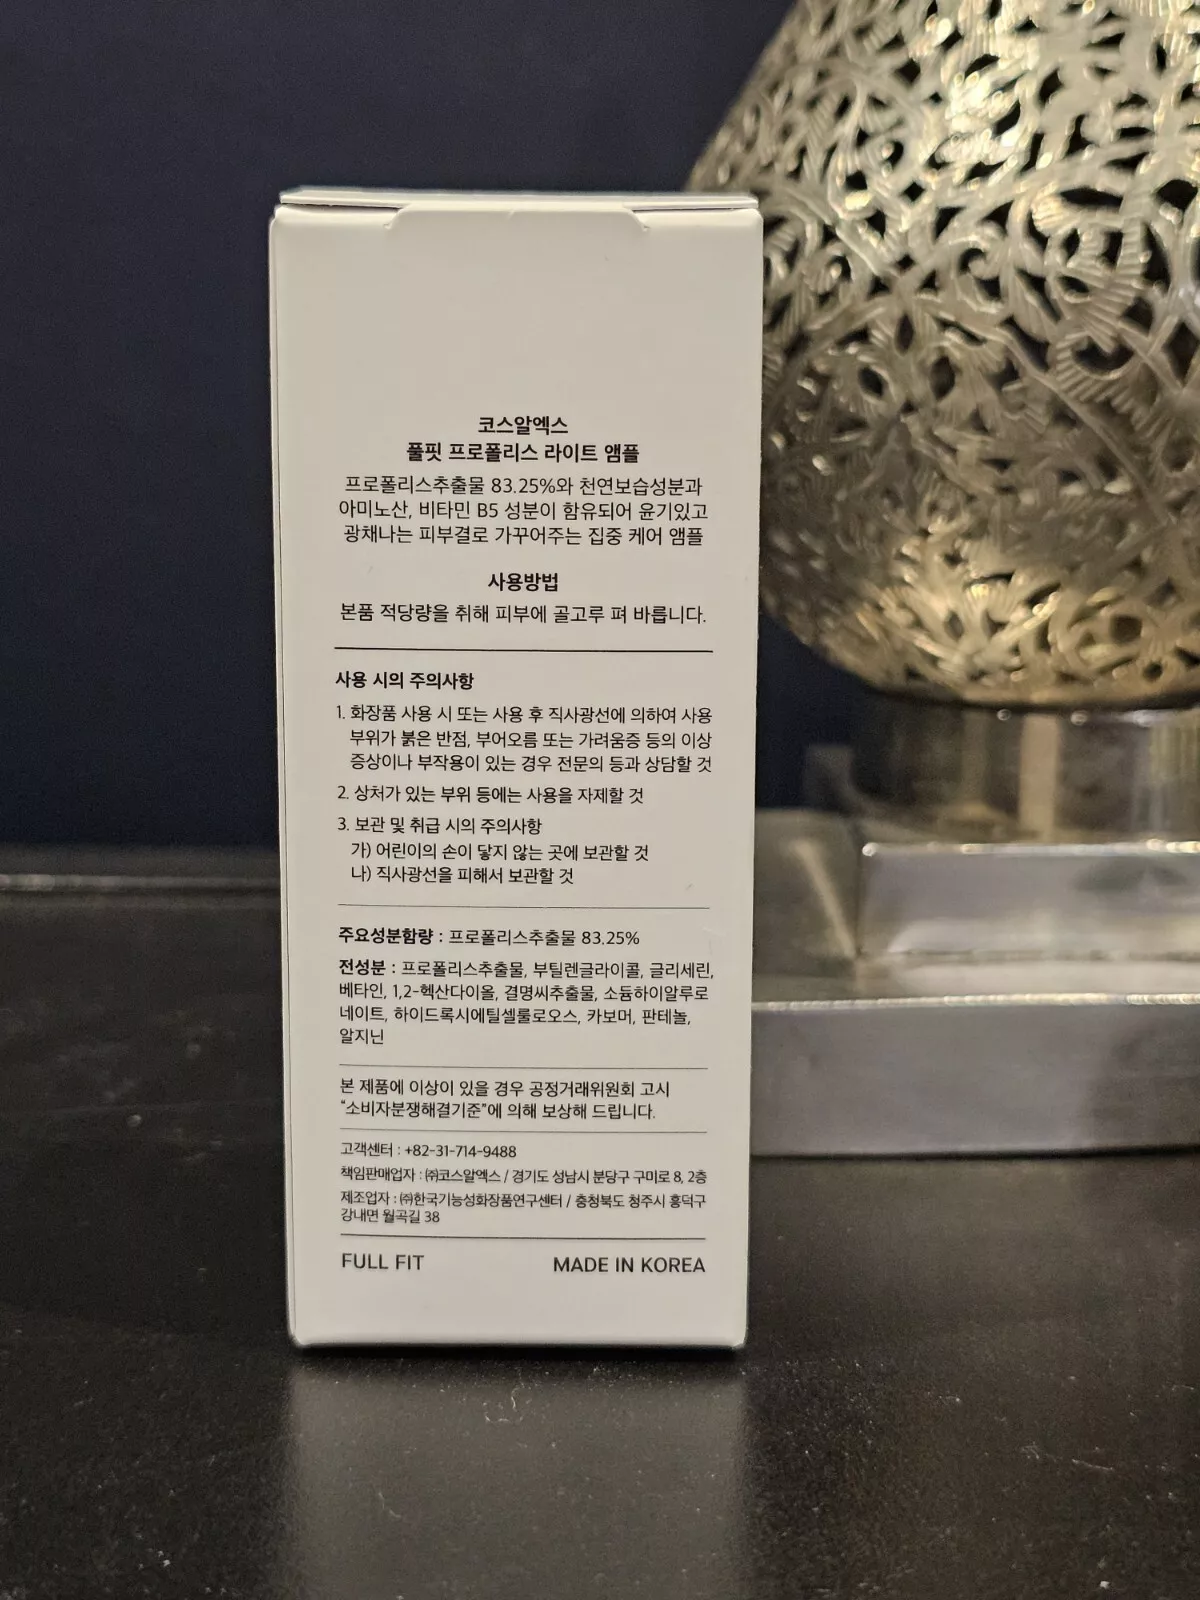 코스알엑스
풀핏 프로폴리스 라이트 앰플
프로폴리스추출물 83.25%와 천연보습성분과
아미노산, 비타민 B5 성분이 함유되어 윤기있고
광채나는 피부결로 가꾸어주는 집중 케어 앰플
사용방법
본품 적당량을 취해 피부에 골고루 펴 바릅니다.
사용 시의 주의사항
1. 화장품 사용 시 또는 사용 후 직사광선에 의하여 사용
부위가 붉은 반점, 부어오름 또는 가려움증 등의 이상
증상이나 부작용이 있는 경우 전문의 등과 상담할 것
2. 상처가 있는 부위 등에는 사용을 자제할 것
3. 보관 및 취급 시의 주의사항
가) 어린이의 손이 닿지 않는 곳에 보관할 것
나) 직사광선을 피해서 보관할 것
주요성분함량 : 프로폴리스추출물 83.25%
전성분 : 프로폴리스추출물, 부틸렌글라이콜, 글리세린,
베타인, 1,2-헥산다이올, 결명씨추출물, 소듐하이알루로
네이트, 하이드록시에틸셀룰로오스, 카보머, 판테놀,
알지닌
본 제품에 이상이 있을 경우 공정거래위원회 고시
“소비자분쟁해결기준”에 의해 보상해 드립니다.
고객센터 : +82-31-714-9488
책임판매업자 : ㈜코스알엑스 / 경기도 성남시 분당구 구미로 8, 2층
제조업자 : ㈜한국기능성화장품연구센터 / 충청북도 청주시 흥덕구
강내면 월곡길 38
FULL FIT MADE IN KOREA